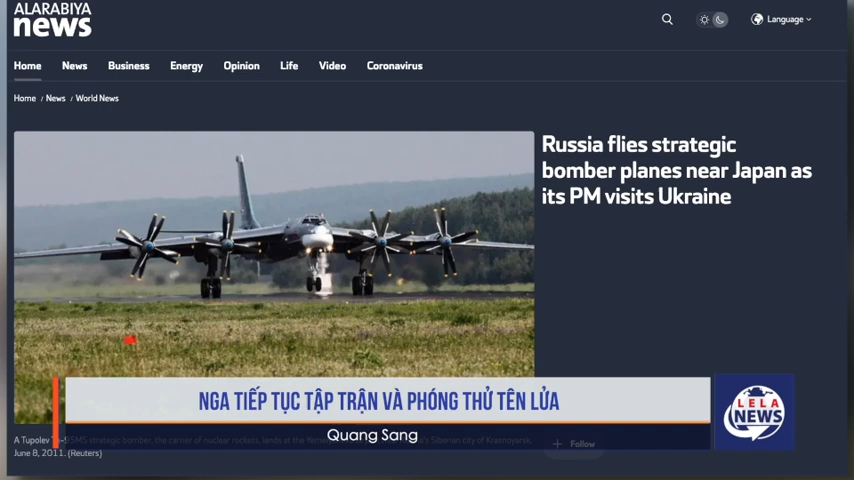 ALARABIYA
news
Language
Home News Business Energy Opinion Life Video Coronavirus
Home / News / World News
Russia flies strategic
bomber planes near Japan as
its PM visits Ukraine
NGA TIẾP TỤC TẬP TRẬN VÀ PHÓNG THỬ TÊN LỬA
LELA
NEWS
Quang Sang
A Tupolev strategic bomber, the carrier of nuclear rockets, lands at the Siberian city of Krasnoyarsk,
Follow
June 8, 2011. (Reuters)